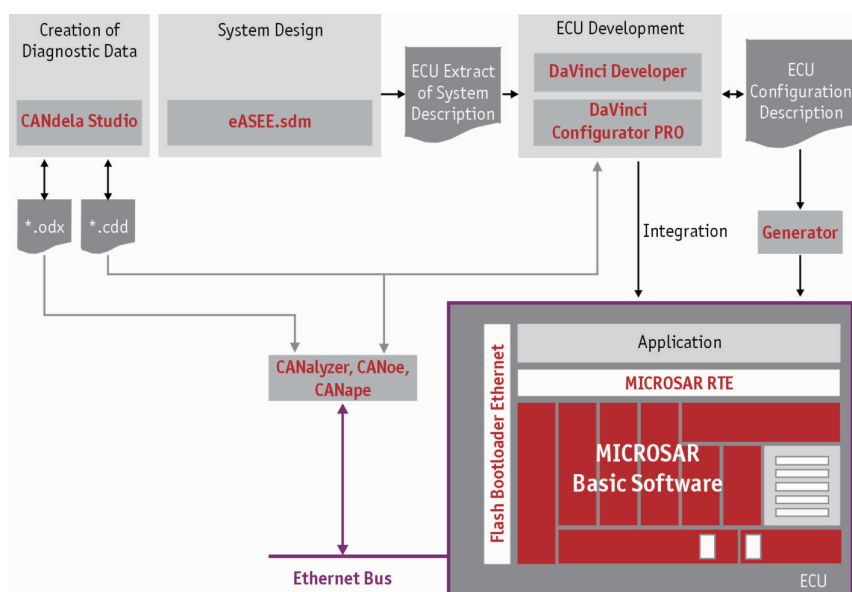 Creation of
Diagnostic Data
System Design
ECU Development
CANdela Studio
eASEE.sdm
ECU Extract
of System
Description
DaVinci Developer
DaVinci
Configurator PRO
ECU
Configuration
Description
*.odx
*.cdd
Integration
Generator
CANalyzer, CANoe,
CANape
Flash Bootloader Ethernet
Application
MICROSAR RTE
MICROSAR
Basic Software
Ethernet Bus
ECU